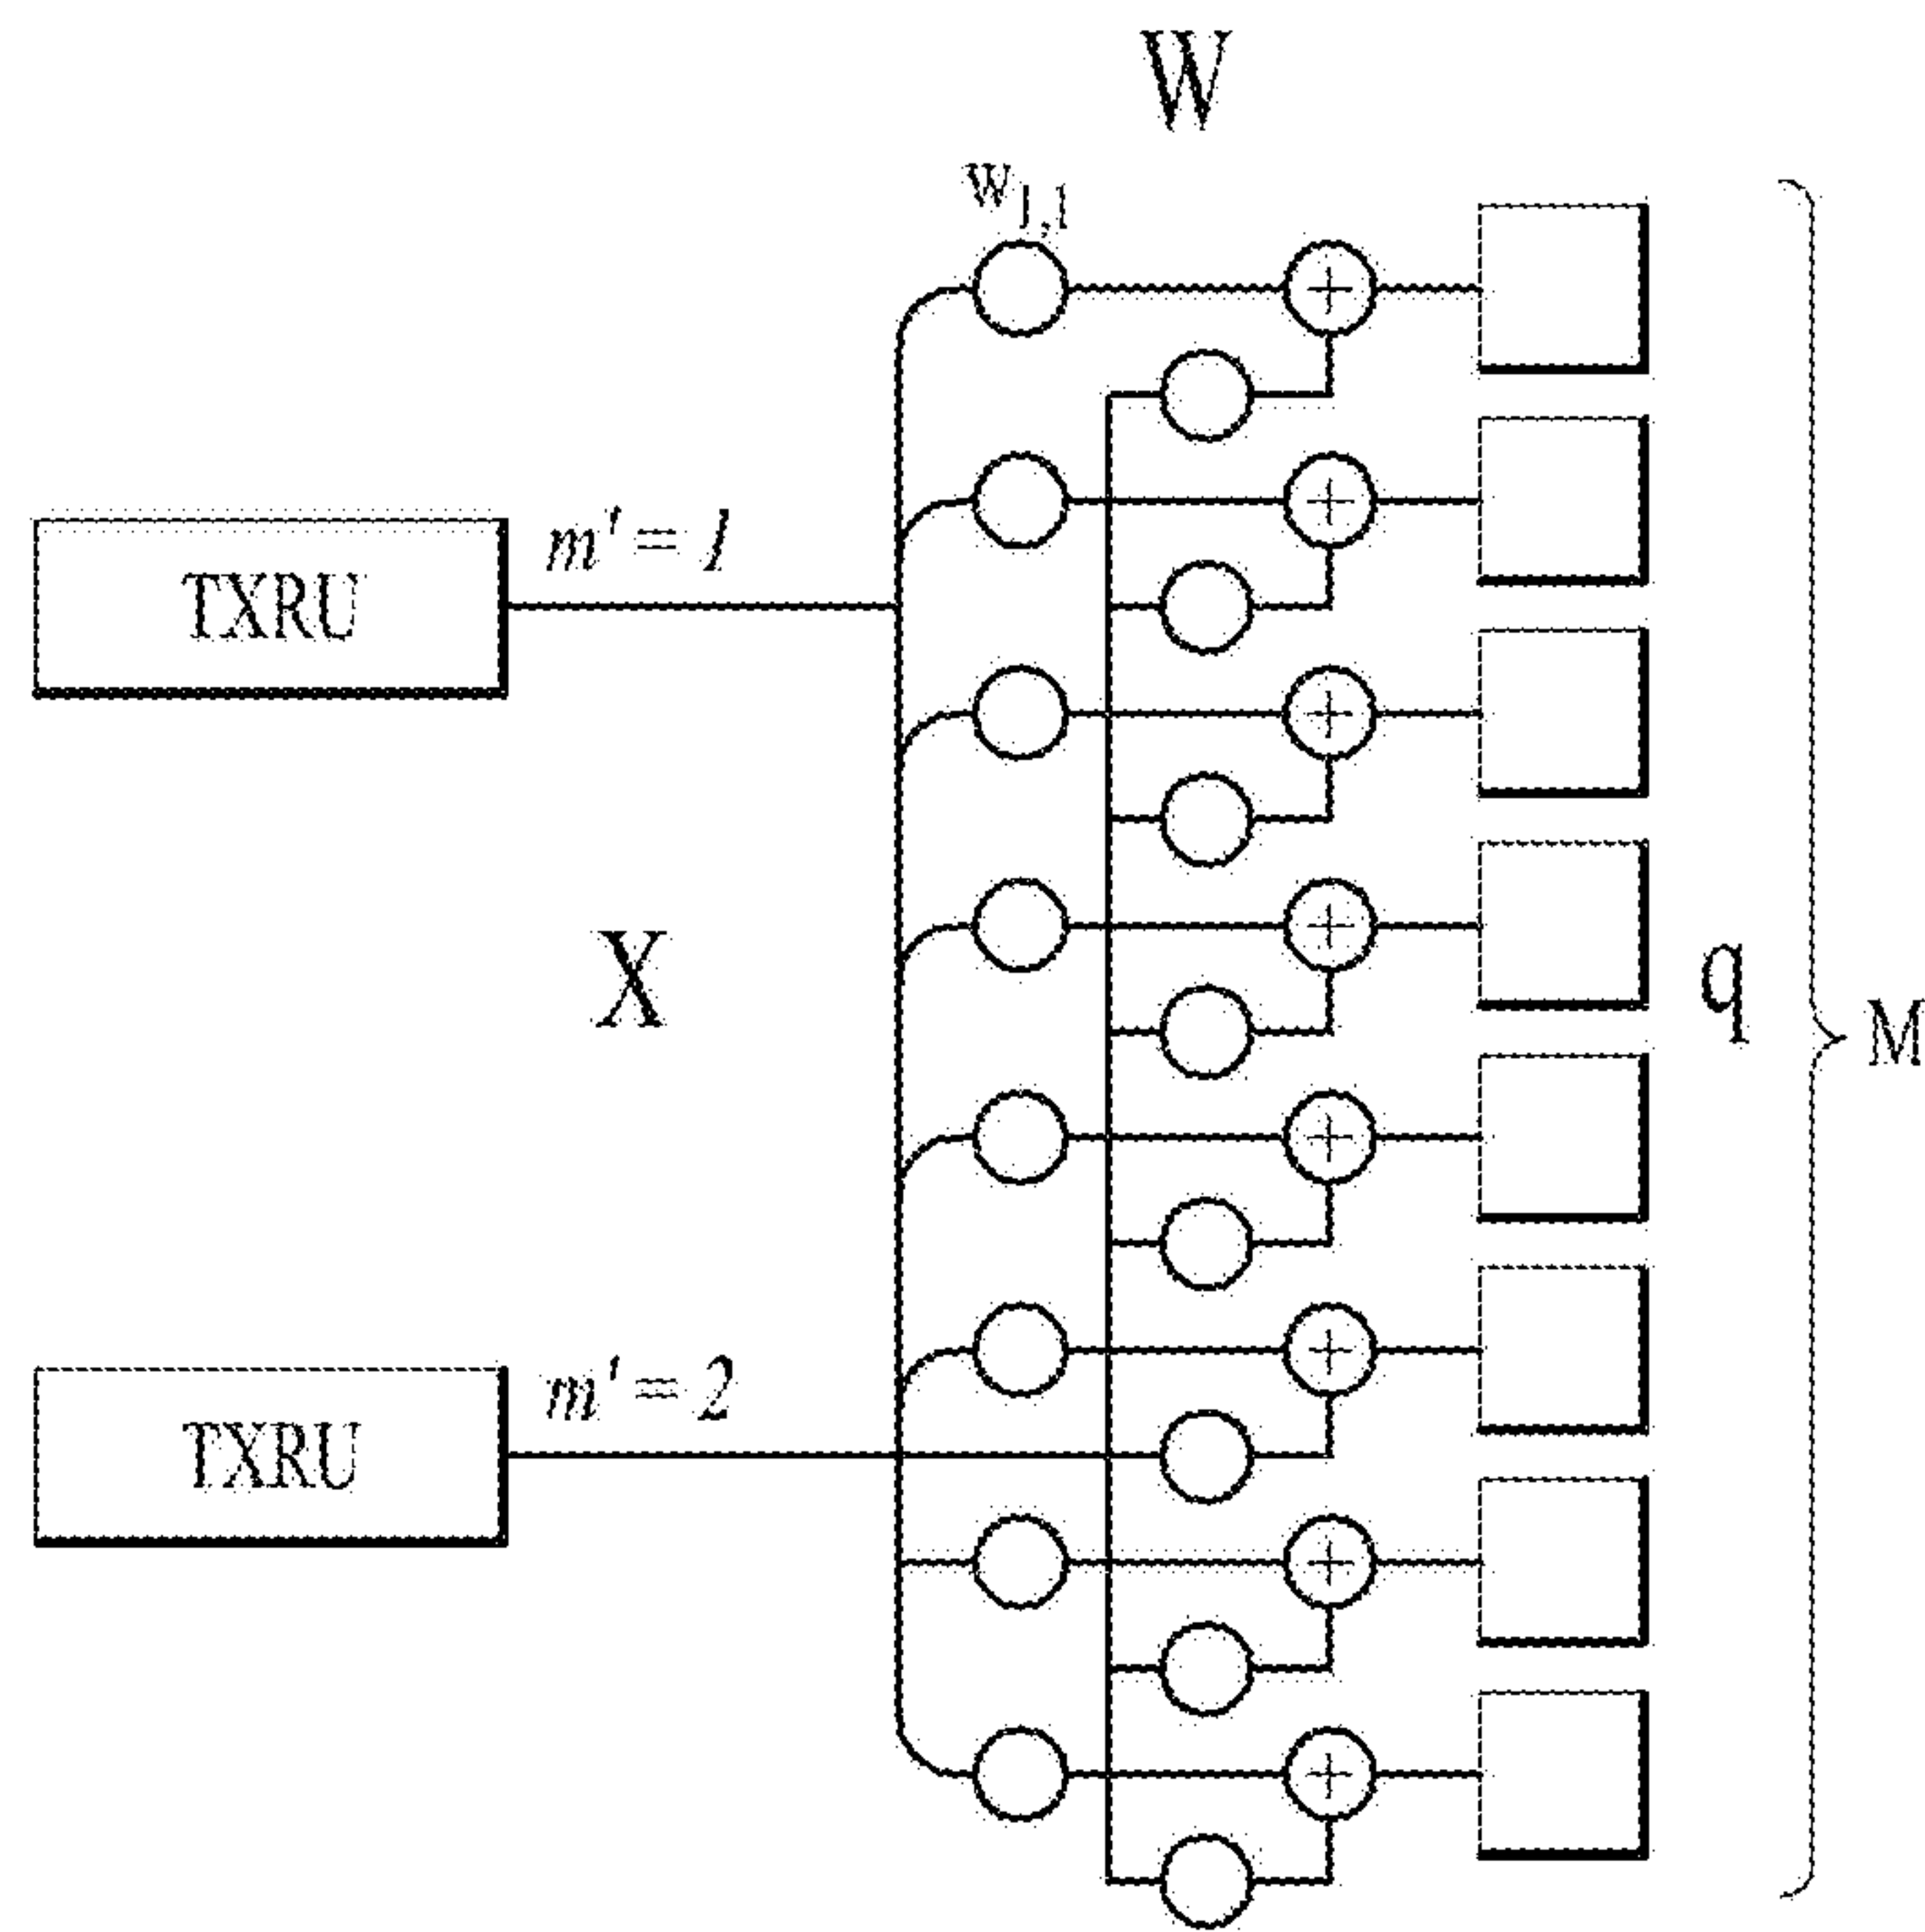 W
w1,1
m' = 1
TXRU
X
q
M
m' = 2
TXRU